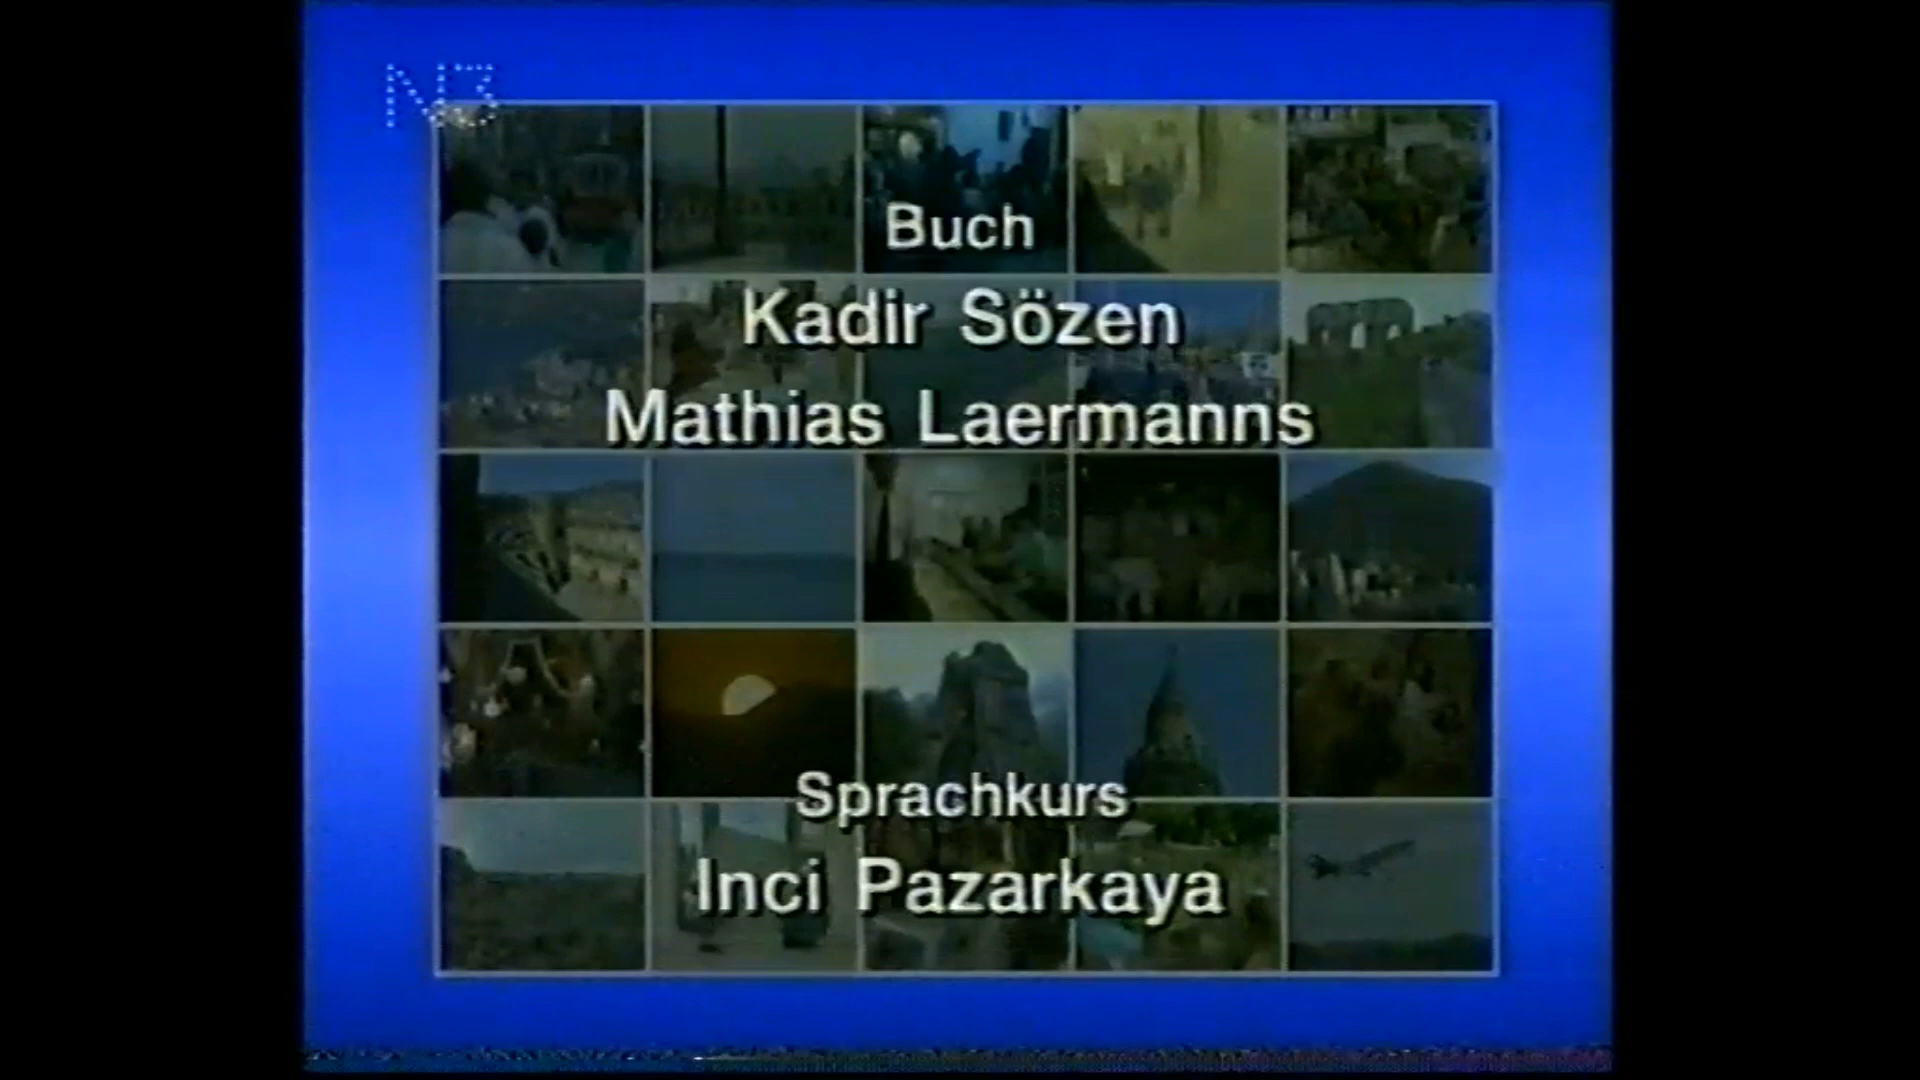 N3
Buch
Kadir Sözen
Mathias Laermanns
Sprachkurs
Inci Pazarkaya